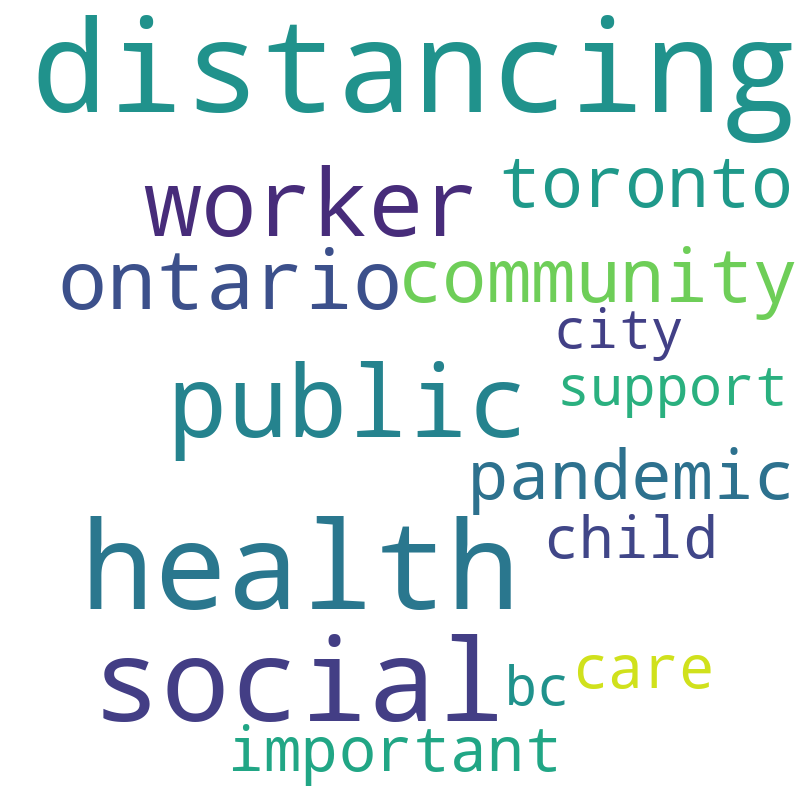 distancing
worker toronto
ontario community
city
public support
pandemic
health child
social bc care
important